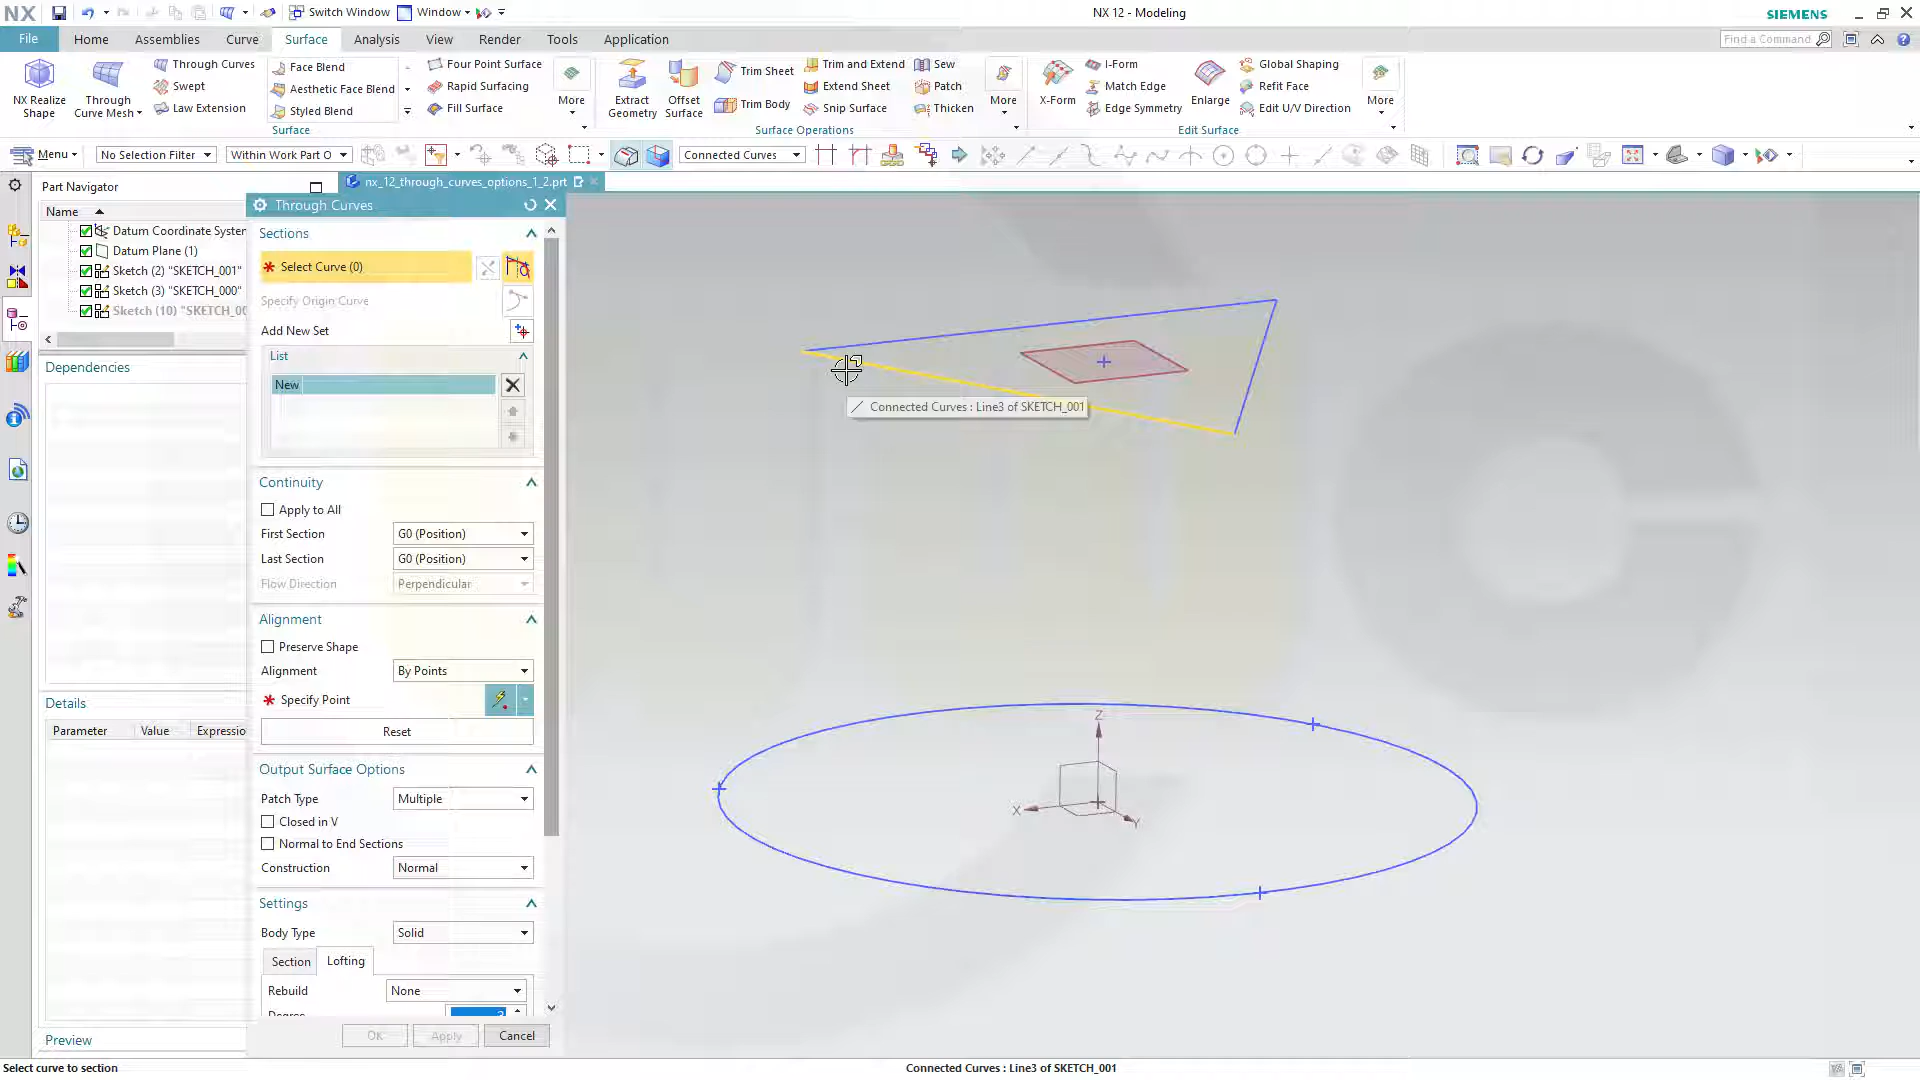 NX Switch Window Window NX 12 - Modeling SIEMENS
File Home Assemblies Curve Surface Analysis View Render Tools Application Find a Command
NX Realize Shape
Through Curve Mesh
Through Curves
Swept
Law Extension
Face Blend
Aesthetic Face Blend
Styled Blend
Four Point Surface
Rapid Surfacing
Fill Surface
More
Surface
Extract Geometry
Offset Surface
Trim Sheet
Trim Body
Trim and Extend
Extend Sheet
Snip Surface
Sew
Patch
Thicken
More
Surface Operations
X-Form
I-Form
Match Edge
Edge Symmetry
Enlarge
Global Shaping
Refit Face
Edit U/V Direction
More
Edit Surface
Menu No Selection Filter Within Work Part O Connected Curves
Part Navigator
nx_12_through_curves_options_1_2.prt
Name
Datum Coordinate System
Datum Plane (1)
Sketch (2) "SKETCH_001"
Sketch (3) "SKETCH_000"
Sketch (10) "SKETCH_00
Dependencies
Details
Parameter Value Expressio
Preview
Through Curves
Sections
Select Curve (0)
Specify Origin Curve
Add New Set
List
New
Continuity
Apply to All
First Section G0 (Position)
Last Section G0 (Position)
Flow Direction Perpendicular
Alignment
Preserve Shape
Alignment By Points
Specify Point
Reset
Output Surface Options
Patch Type Multiple
Closed in V
Normal to End Sections
Construction Normal
Settings
Body Type Solid
Section Lofting
Rebuild None
Degree 3
OK Apply Cancel
Connected Curves : Line3 of SKETCH_001
Z
X
Y
Select curve to section
Connected Curves : Line3 of SKETCH_001